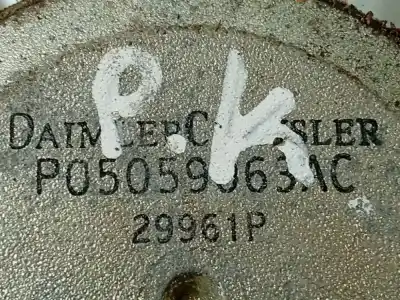 P.K
DAIMLERCHRYSLER
P05059063AC
29961P